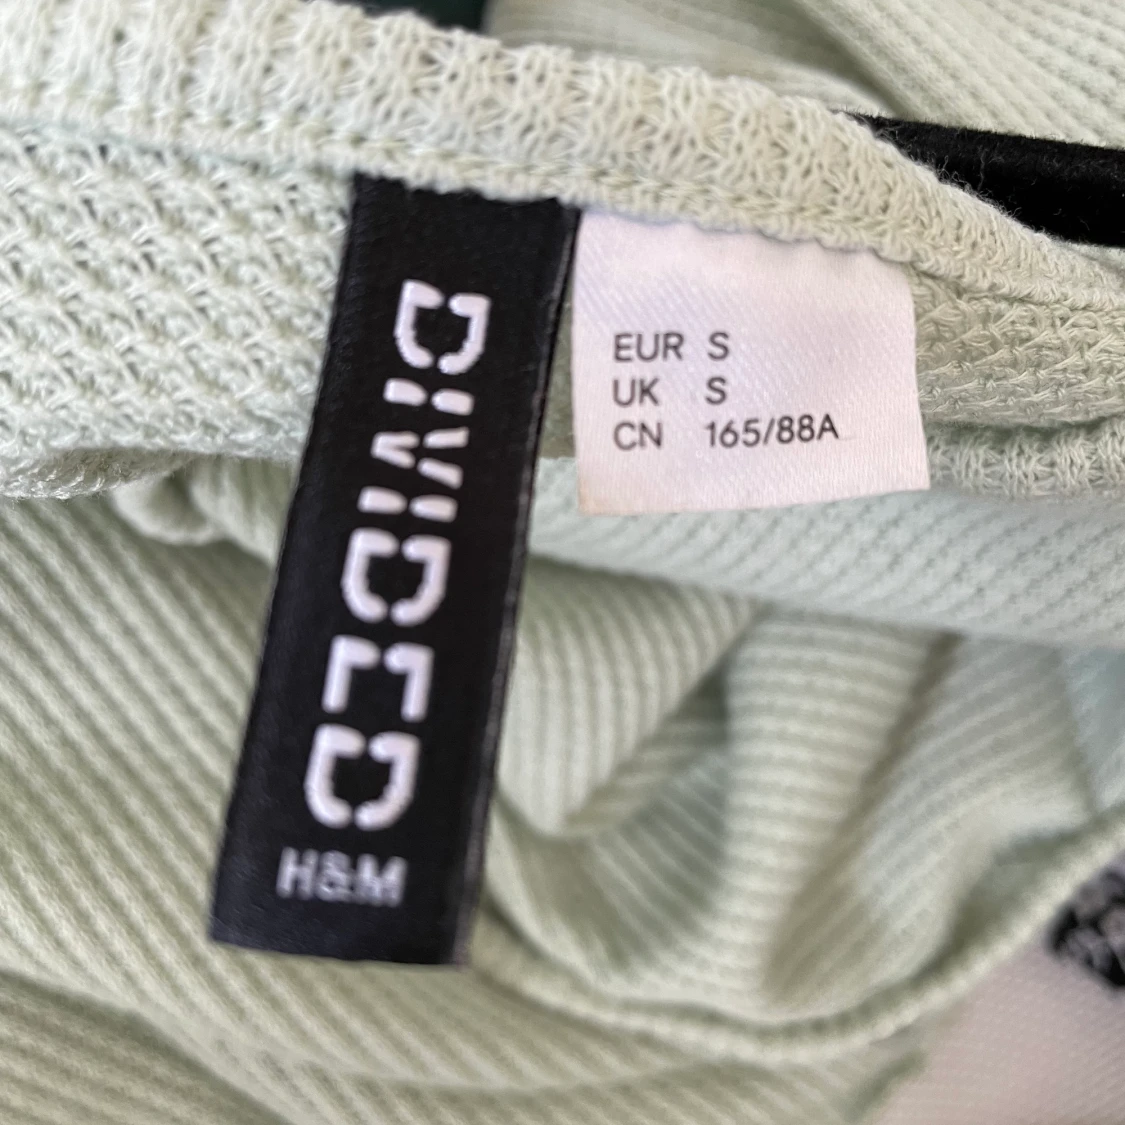 DIVIDED
H&M
EUR S
UK S
CN 165/88A